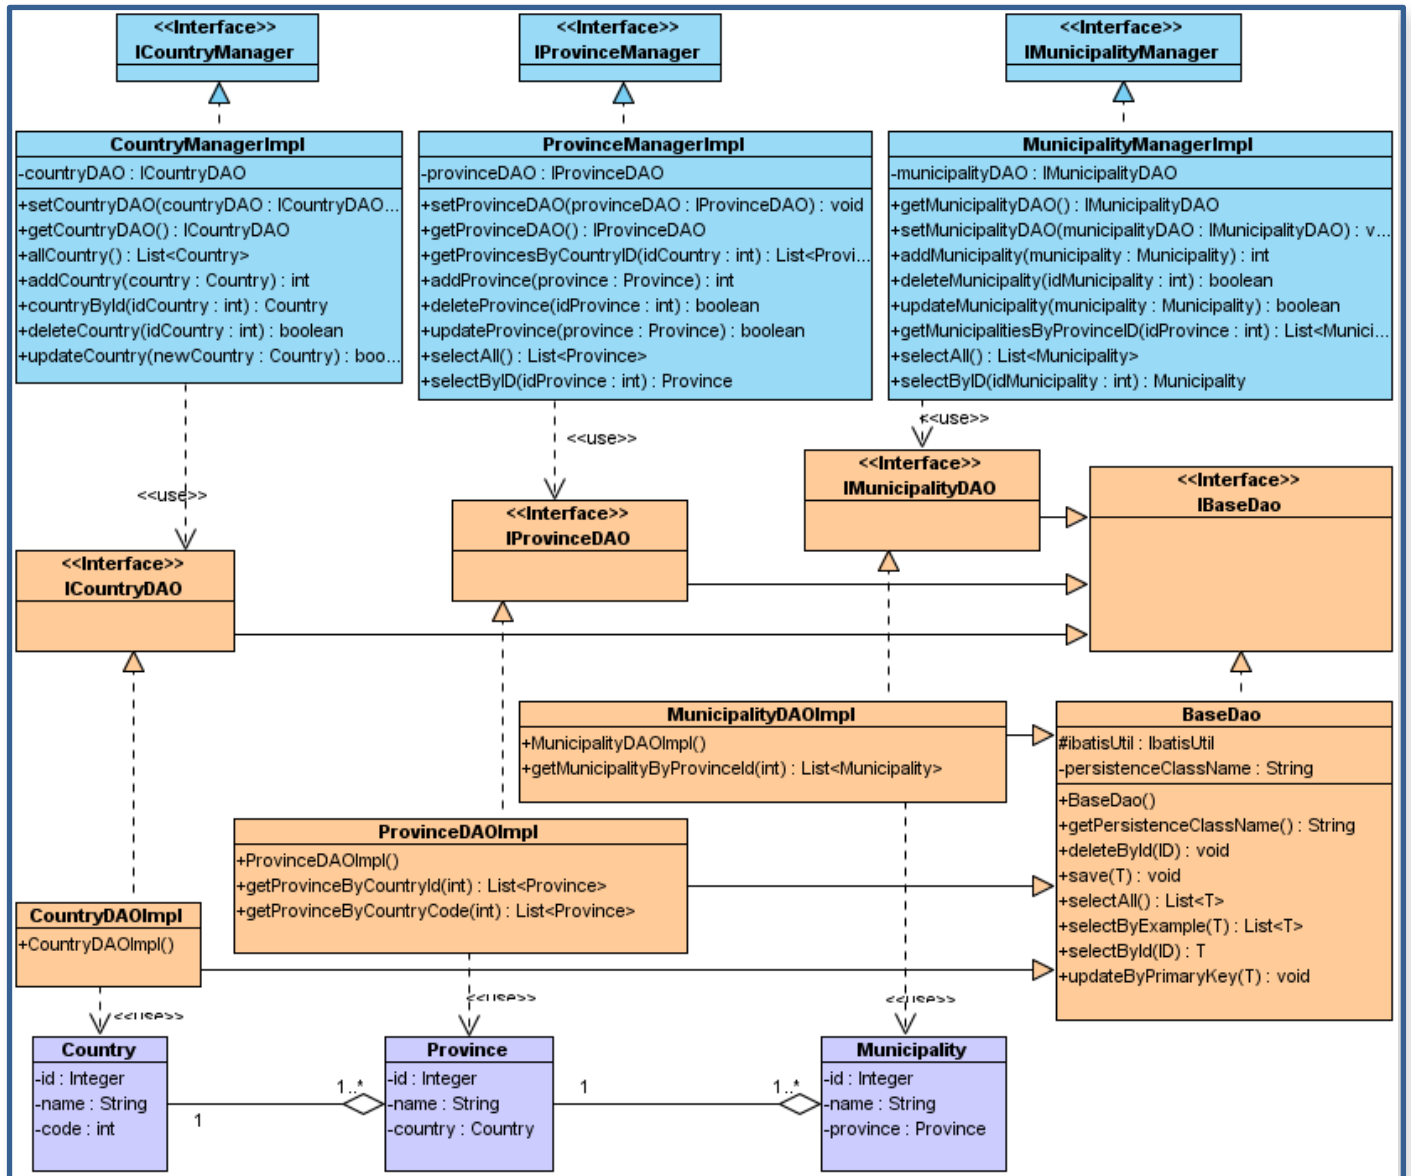 <<Interface>>
ICountryManager
<<Interface>>
IProvinceManager
<<Interface>>
IMunicipalityManager
CountryManagerImpl
-countryDAO : ICountryDAO
+setCountryDAO(countryDAO : ICountryDAO...
+getCountryDAO() : ICountryDAO
+allCountry() : List<Country>
+addCountry(country : Country) : int
+countryById(idCountry : int) : Country
+deleteCountry(idCountry : int) : boolean
+updateCountry(newCountry : Country) : boo...
ProvinceManagerImpl
-provinceDAO : IProvinceDAO
+setProvinceDAO(provinceDAO : IProvinceDAO) : void
+getProvinceDAO() : IProvinceDAO
+getProvincesByCountryID(idCountry : int) : List<Provi...
+addProvince(province : Province) : int
+deleteProvince(idProvince : int) : boolean
+updateProvince(province : Province) : boolean
+selectAll() : List<Province>
+selectByID(idProvince : int) : Province
MunicipalityManagerImpl
-municipalityDAO : IMunicipalityDAO
+getMunicipalityDAO() : IMunicipalityDAO
+setMunicipalityDAO(municipalityDAO : IMunicipalityDAO) : v...
+addMunicipality(municipality : Municipality) : int
+deleteMunicipality(idMunicipality : int) : boolean
+updateMunicipality(municipality : Municipality) : boolean
+getMunicipalitiesByProvinceID(idProvince : int) : List<Munici...
+selectAll() : List<Municipality>
+selectByID(idMunicipality : int) : Municipality
<<use>>
<<use>>
<<use>>
<<Interface>>
ICountryDAO
<<Interface>>
IProvinceDAO
<<Interface>>
IMunicipalityDAO
<<Interface>>
IBaseDao
MunicipalityDAOImpl
+MunicipalityDAOImpl()
+getMunicipalityByProvinceId(int) : List<Municipality>
BaseDao
#ibatisUtil : IbatisUtil
-persistenceClassName : String
+BaseDao()
+getPersistenceClassName() : String
+deleteById(ID) : void
+save(T) : void
+selectAll() : List<T>
+selectByExample(T) : List<T>
+selectById(ID) : T
+updateByPrimaryKey(T) : void
ProvinceDAOImpl
+ProvinceDAOImpl()
+getProvinceByCountryId(int) : List<Province>
+getProvinceByCountryCode(int) : List<Province>
CountryDAOImpl
+CountryDAOImpl()
<<use>>
<<use>>
<<use>>
Country
-id : Integer
-name : String
-code : int
1
1..*
Province
-id : Integer
-name : String
-country : Country
1
1..*
Municipality
-id : Integer
-name : String
-province : Province